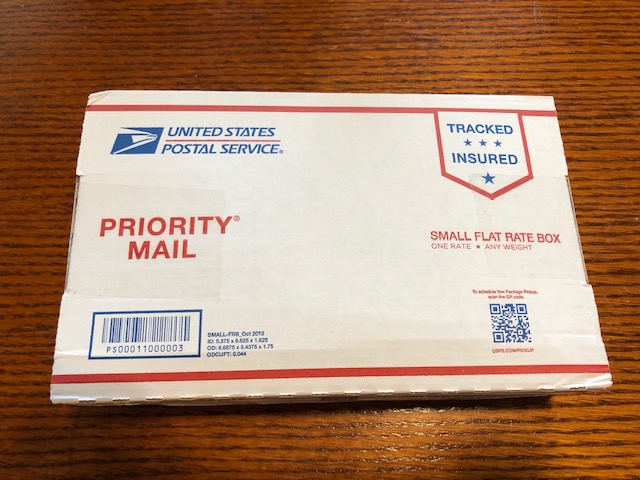 UNITED STATES
POSTAL SERVICE®
TRACKED
INSURED
PRIORITY®
MAIL
SMALL FLAT RATE BOX
ONE RATE ★ ANY WEIGHT
To schedule free Package Pickup,
scan the QR code.
USPS.COM/PICKUP
PS00011000003
SMALL-FRB_Oct 2018
ID: 5.375 x 8.625 x 1.625
OD: 8.6875 x 5.4375 x 1.75
ODCUFT: 0.044